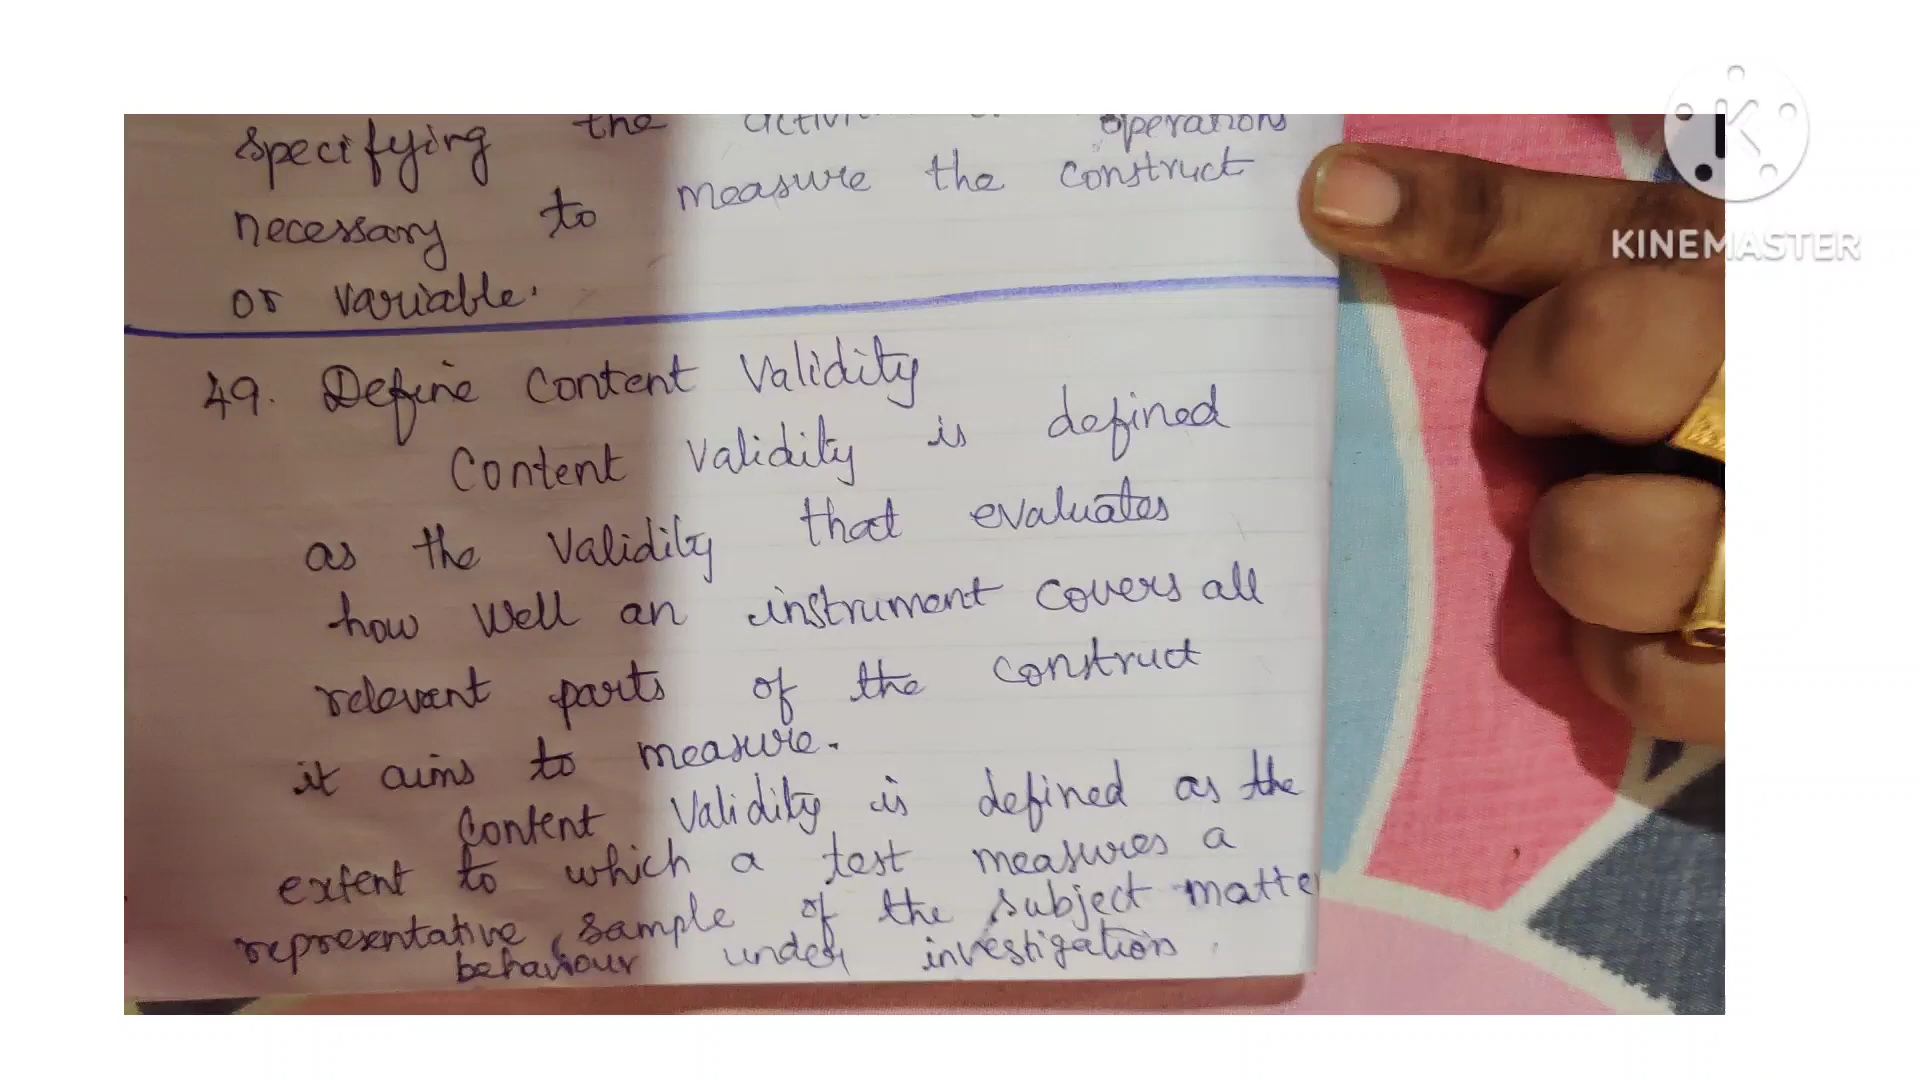 specifying the operations
necessary to measure the construct
or variable.
49. Define Content Validity
Content validity is defined
as the validity that evaluates
how well an instrument covers all
relevant parts of the construct
it aims to measure.
Content validity is defined as the
extent to which a test measures a
representative sample of the subject matte
behaviour under investigation.
KINEMASTER